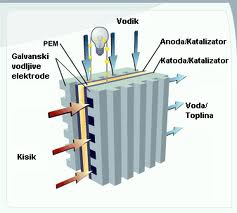 Vodik
PEM
Anoda/Katalizator
Galvanski
vodljive
elektrode
Katoda/Katalizator
Voda/
Toplina
Kisik